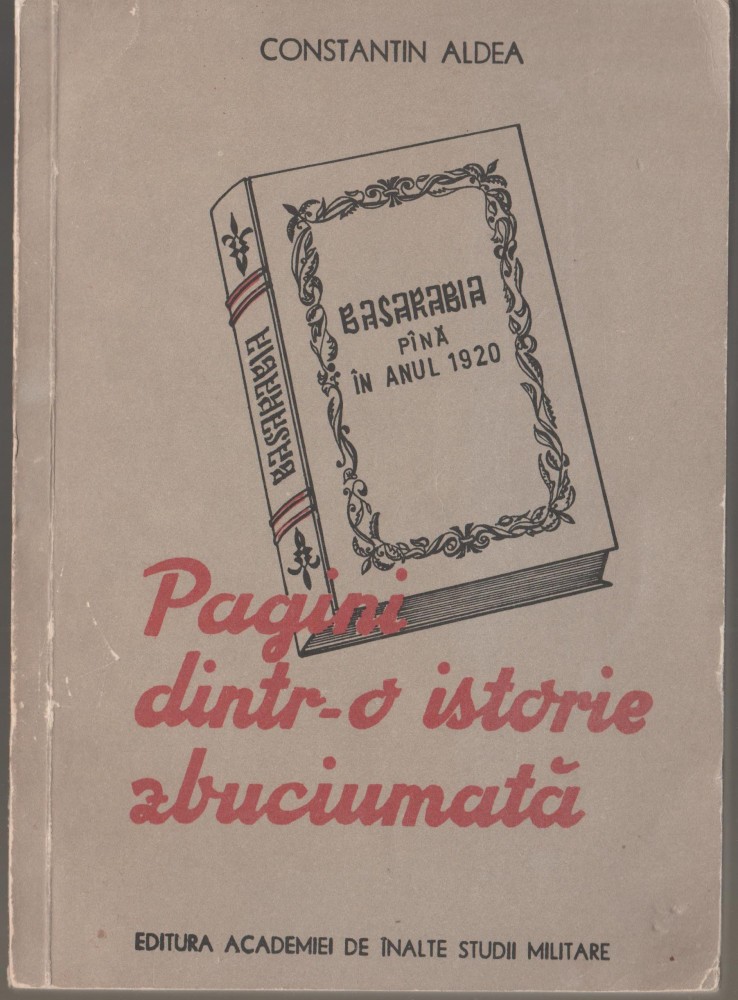 CONSTANTIN ALDEA
BASARABIA
BASARABIA
PÎNĂ
ÎN ANUL 1920
Pagini
dintr-o istorie
zbuciumată
EDITURA ACADEMIEI DE ÎNALTE STUDII MILITARE